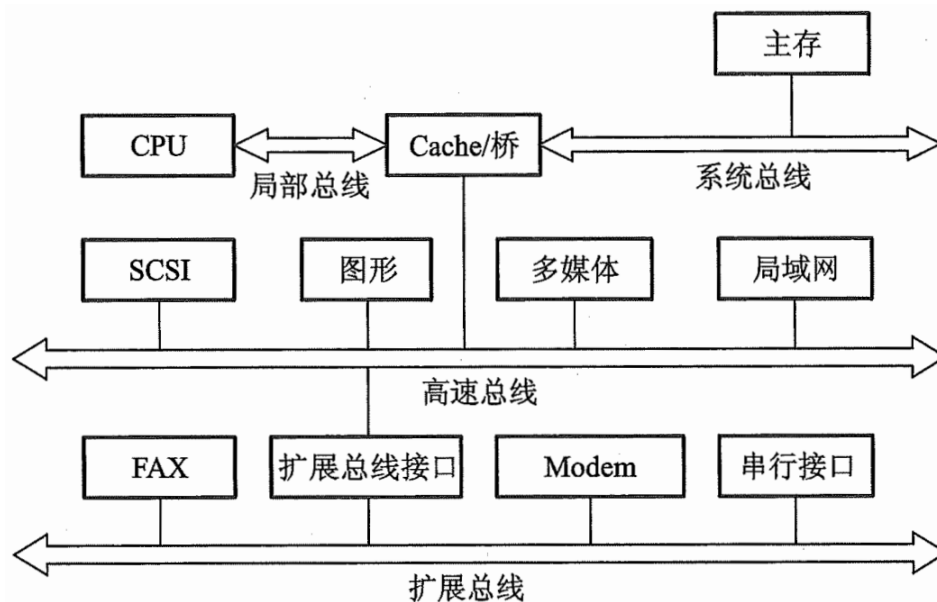 主存
CPU
Cache/桥
局部总线
系统总线
SCSI
图形
多媒体
局域网
高速总线
FAX
扩展总线接口
Modem
串行接口
扩展总线